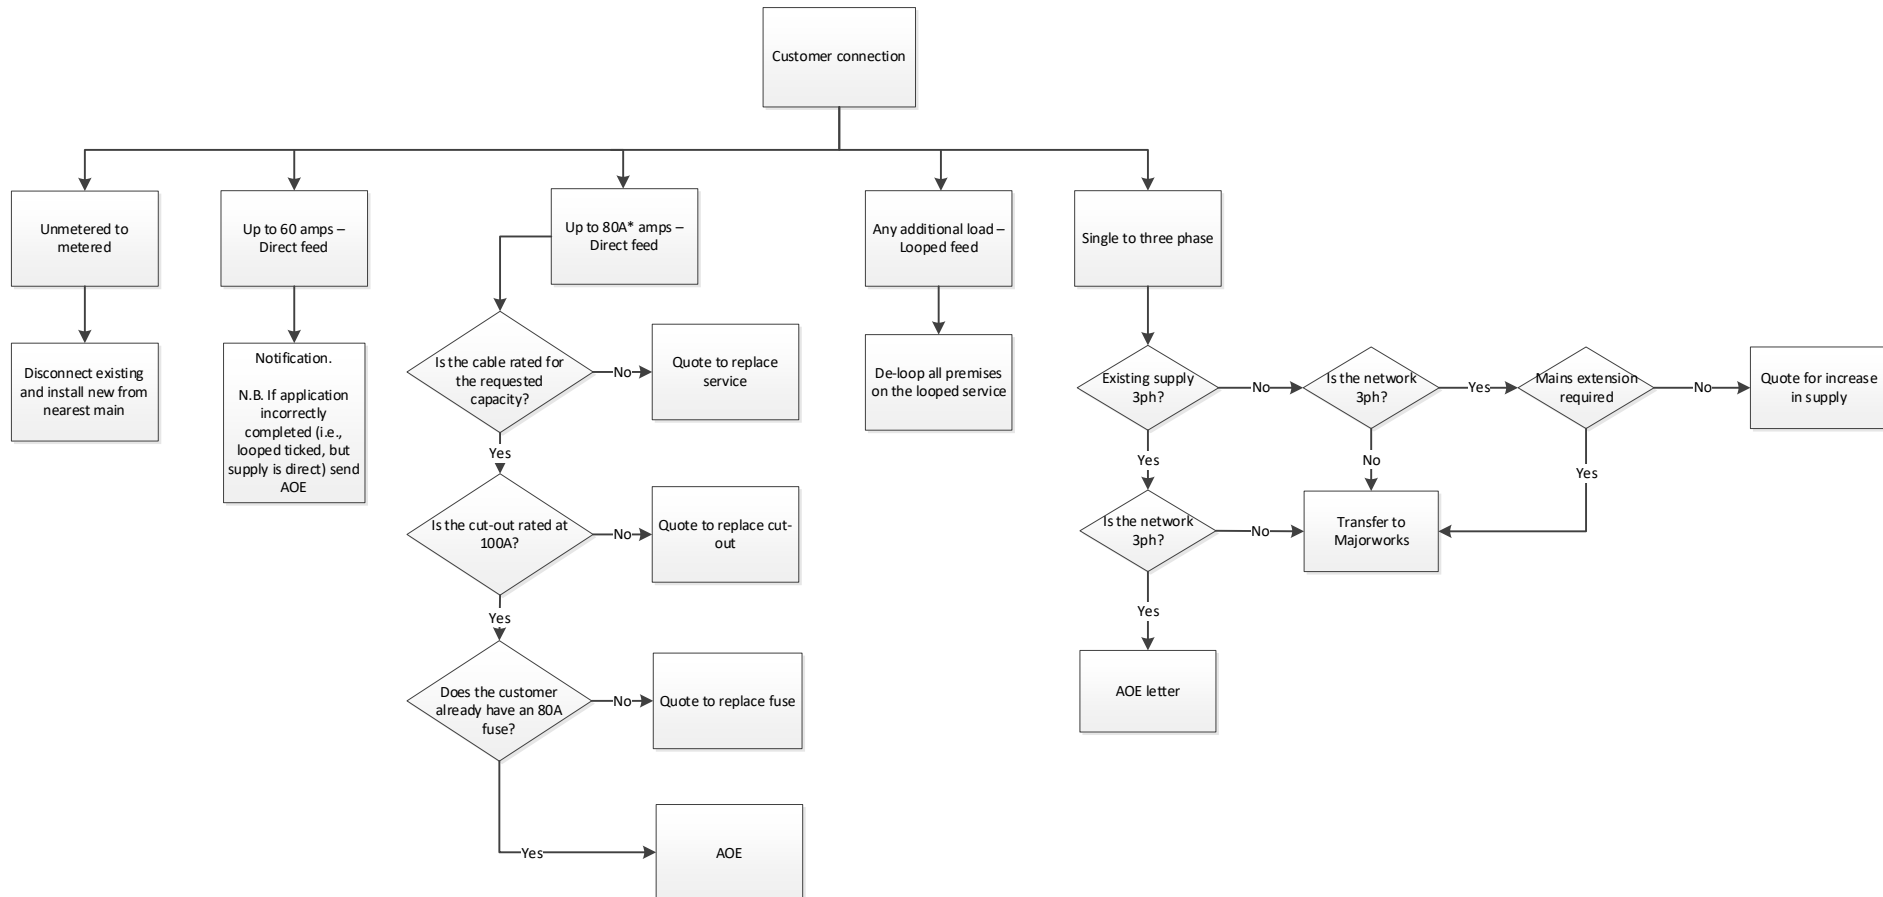 Customer connection
Unmetered to
metered
Up to 60 amps –
Direct feed
Up to 80A* amps –
Direct feed
Any additional load –
Looped feed
Single to three phase
Disconnect existing
and install new from
nearest main
Notification.
N.B. If application
incorrectly
completed (i.e.,
looped ticked, but
supply is direct) send
AOE
Is the cable rated for
the requested
capacity?
No
Quote to replace
service
Yes
Is the cut-out rated at
100A?
No
Quote to replace cut-
out
Yes
Does the customer
already have an 80A
fuse?
No
Quote to replace fuse
Yes
AOE
De-loop all premises
on the looped service
Existing supply
3ph?
No
Is the network
3ph?
Yes
Mains extension
required
No
Quote for increase
in supply
Yes
No
Yes
Is the network
3ph?
No
Transfer to
Majorworks
Yes
AOE letter